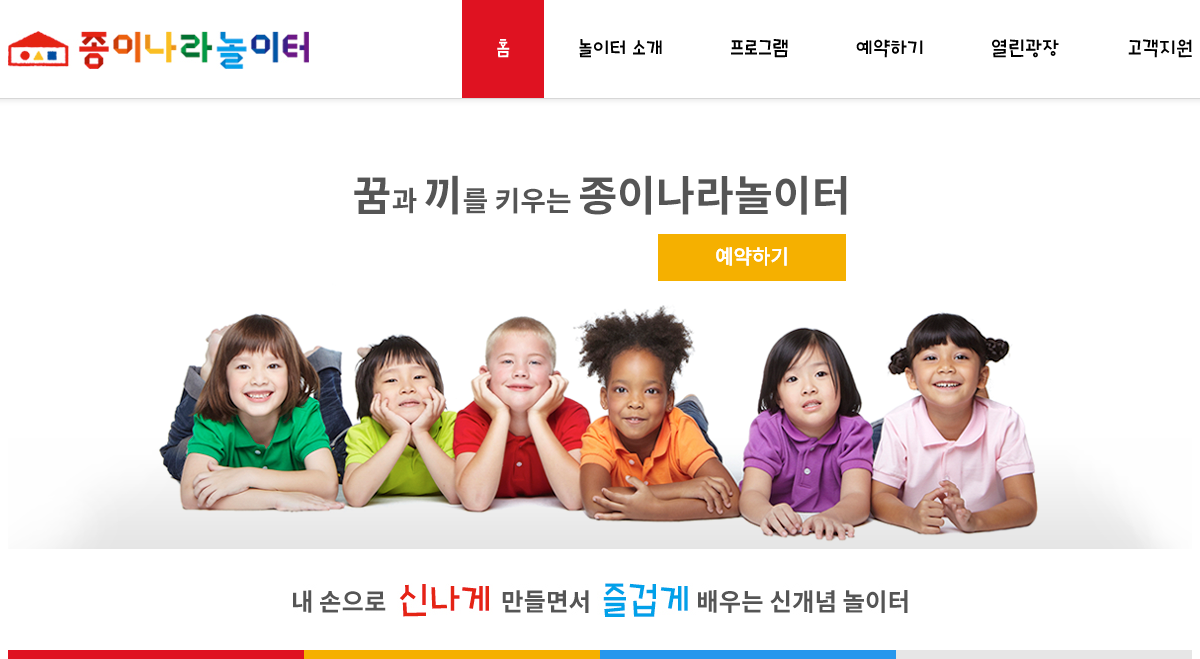 종이나라놀이터
홈 놀이터 소개 프로그램 예약하기 열린광장 고객지원
꿈과 끼를 키우는 종이나라놀이터
예약하기
내 손으로 신나게 만들면서 즐겁게 배우는 신개념 놀이터